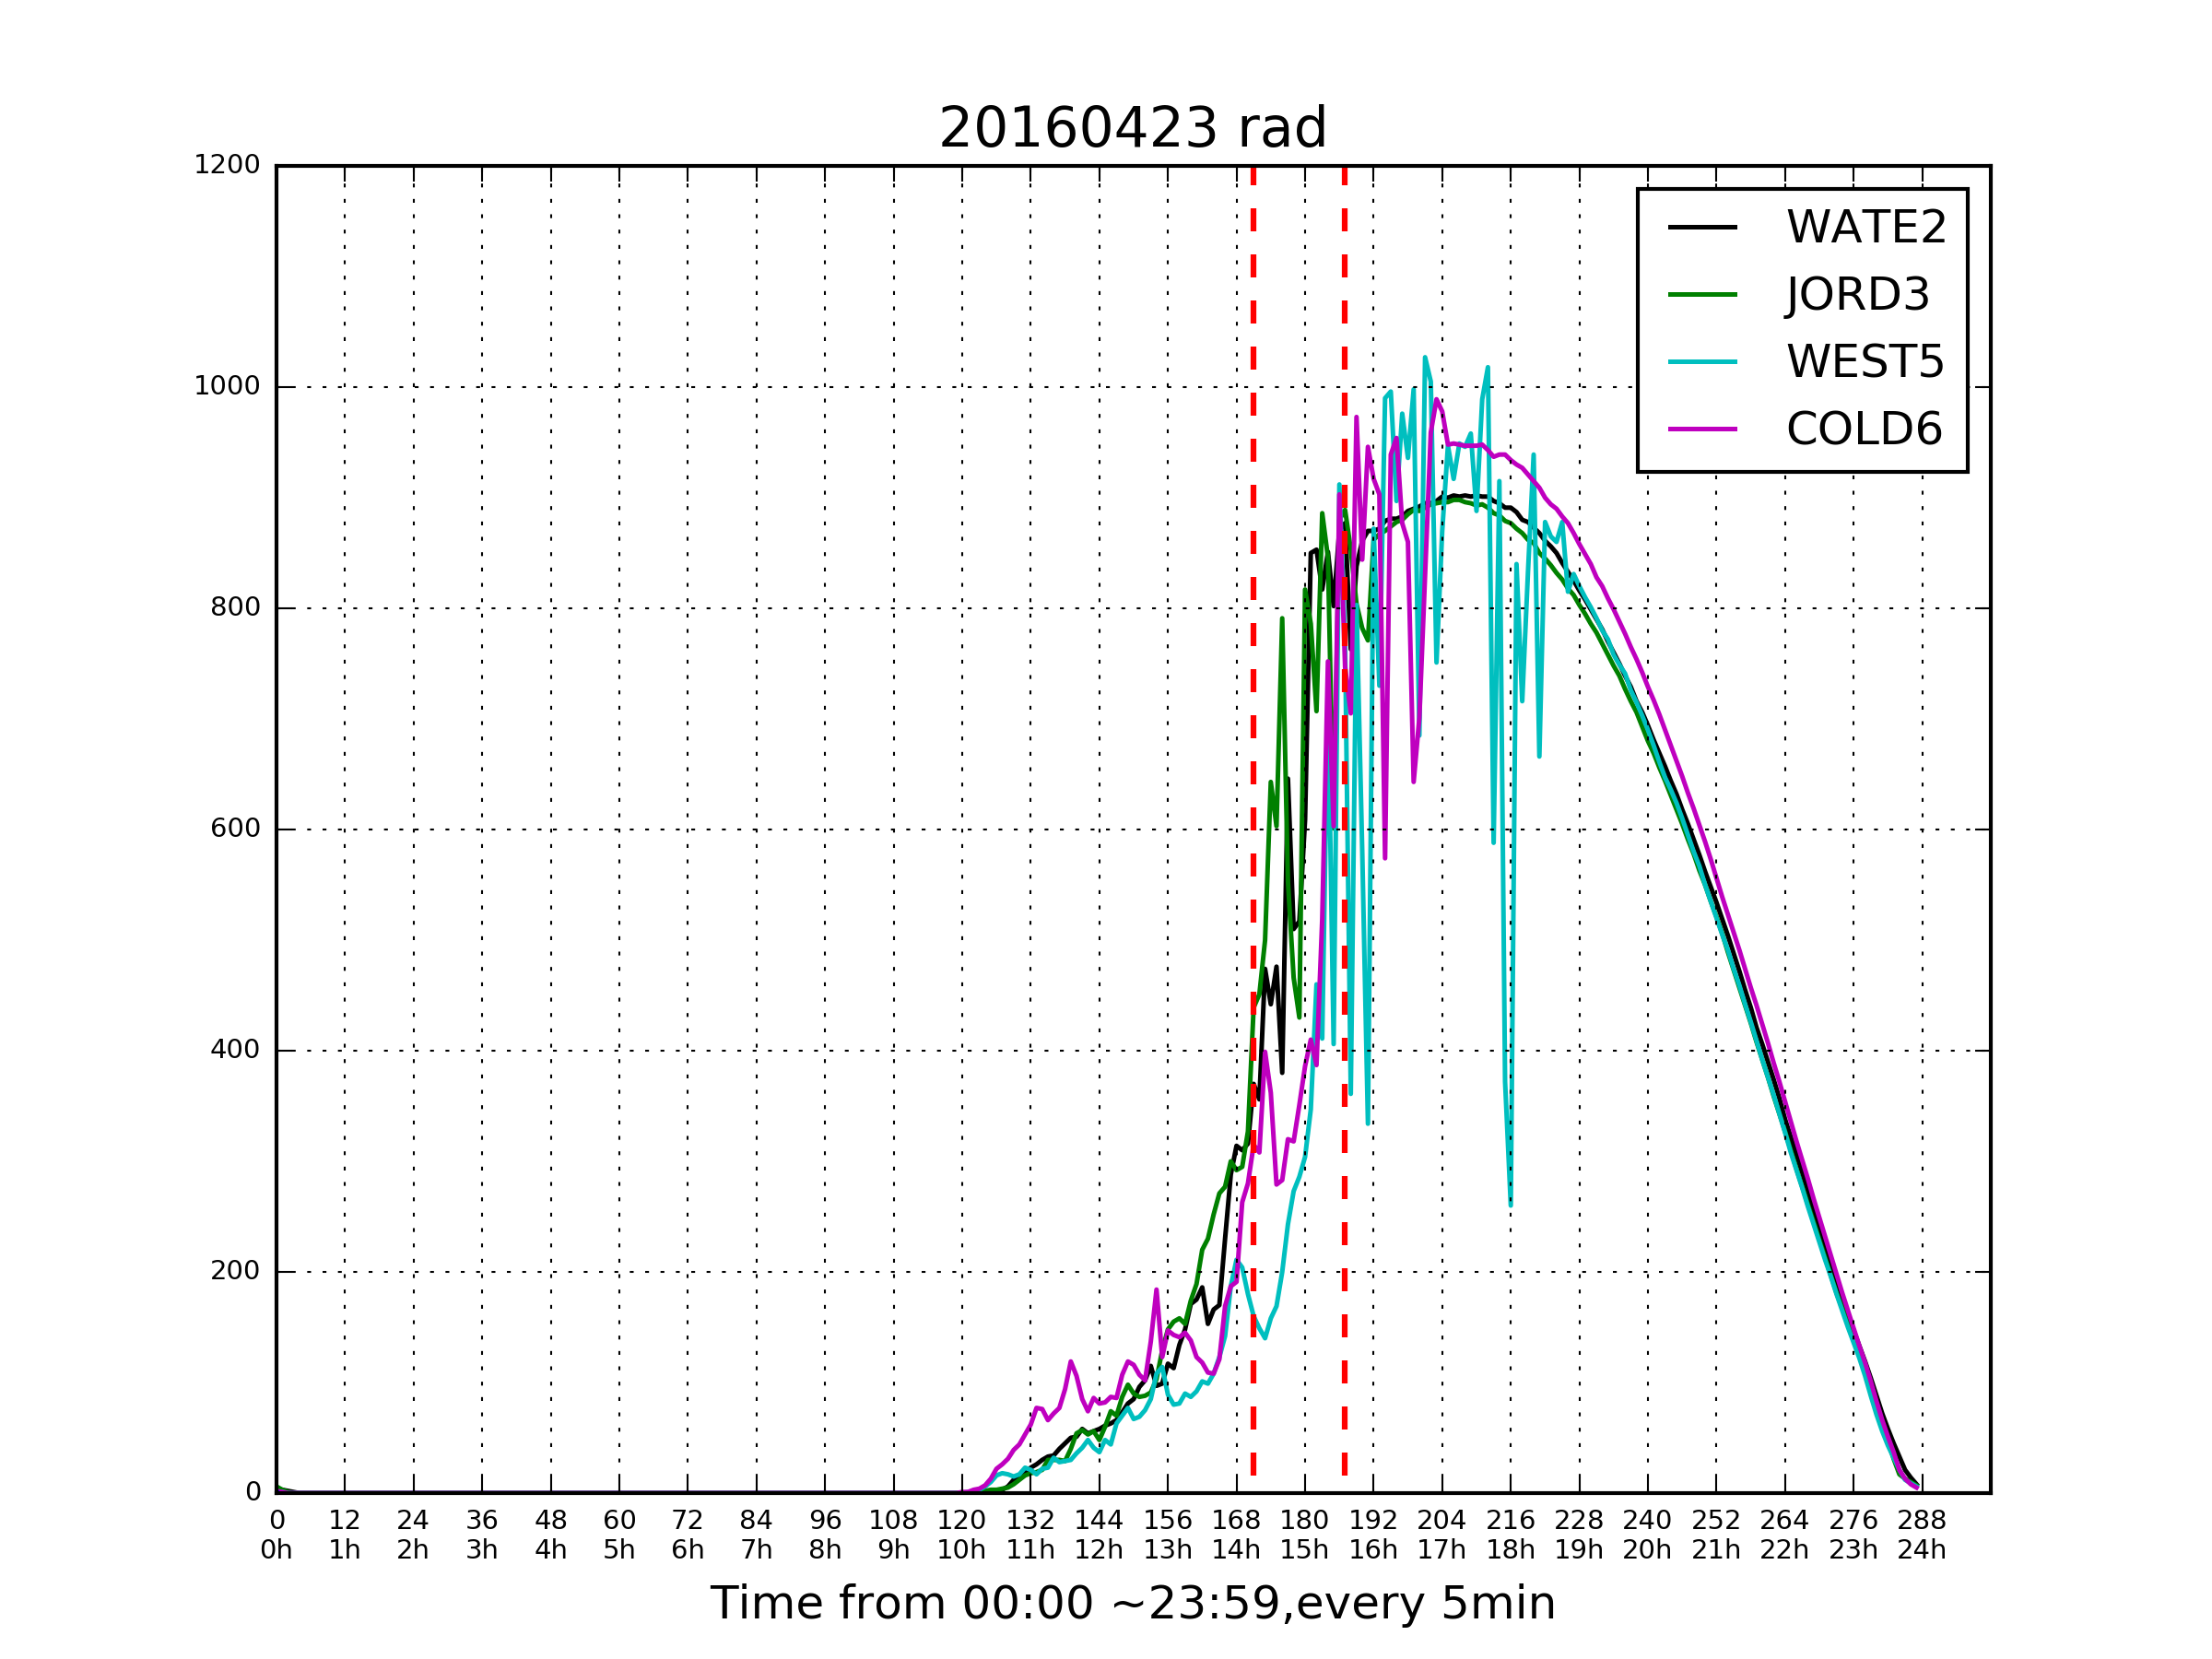 20160423 rad
1200
1000
800
600
400
200
0
WATE2
JORD3
WEST5
COLD6
0 12 24 36 48 60 72 84 96 108 120 132 144 156 168 180 192 204 216 228 240 252 264 276 288
0h 1h 2h 3h 4h 5h 6h 7h 8h 9h 10h 11h 12h 13h 14h 15h 16h 17h 18h 19h 20h 21h 22h 23h 24h
Time from 00:00 ~23:59,every 5min